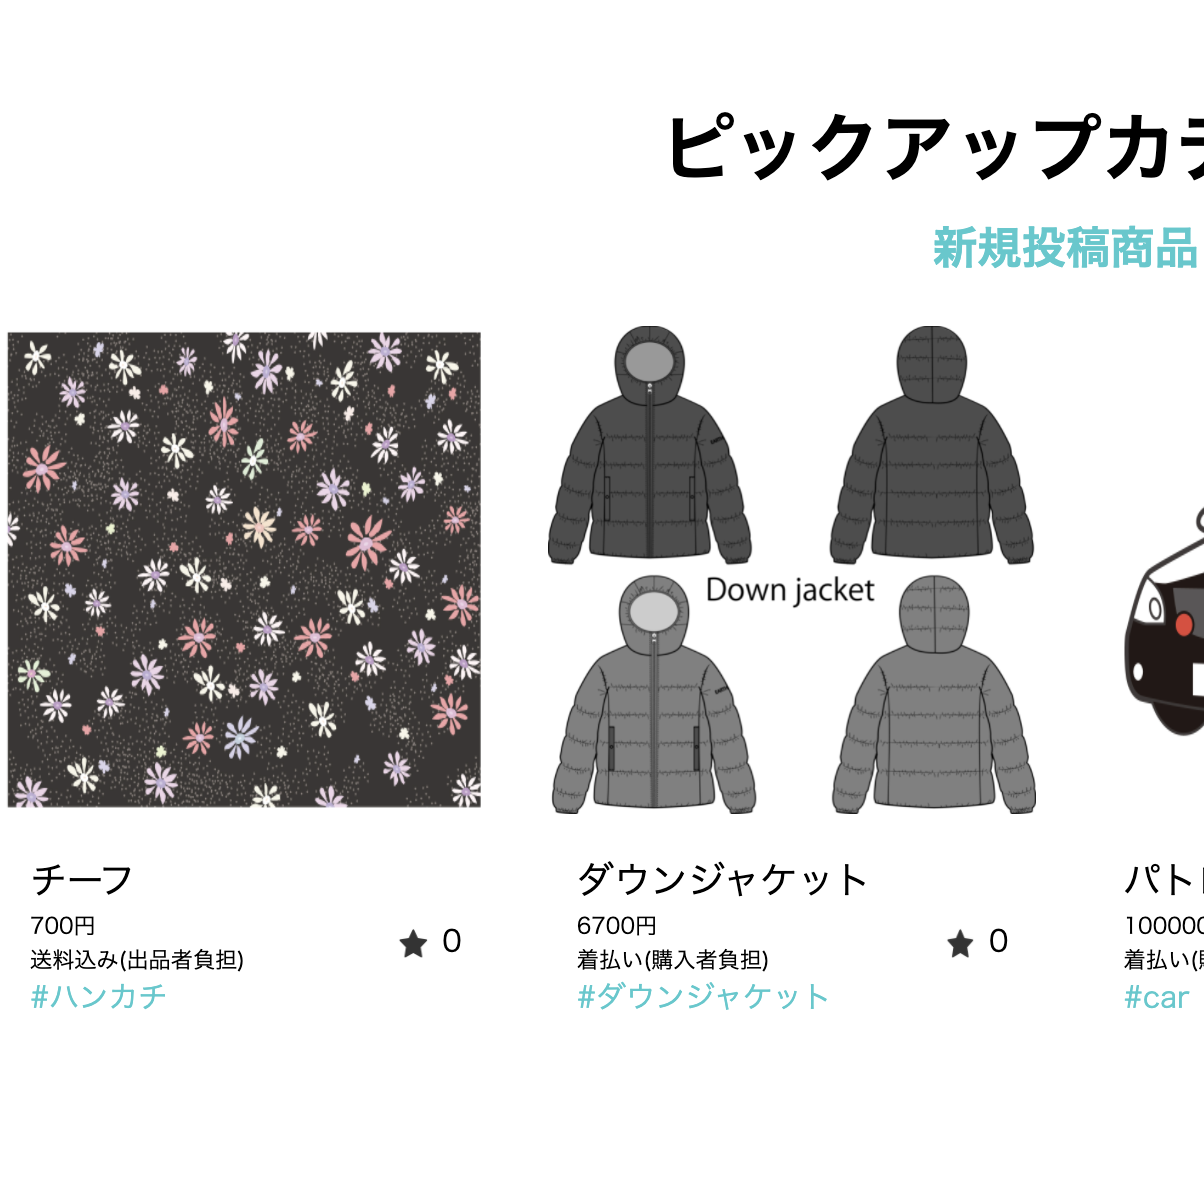 ピックアップカテ
新規投稿商品
Down jacket
チーフ
700円
送料込み(出品者負担)
★ 0
#ハンカチ
ダウンジャケット
6700円
着払い(購入者負担)
★ 0
#ダウンジャケット
パト
100000
着払い(
#car